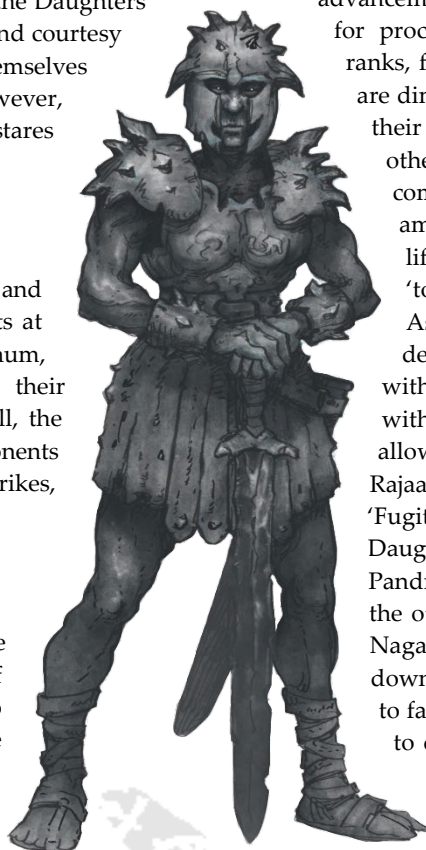 the Daughters
nd courtesy
emselves
wever,
stares
and
ts at
num,
their
ll, the
onents
rikes,
e
f
o
e
advancem
for proc
ranks, f
are dir
their
othe
com
am
lif
'to
As
de
with
with
allow
Rajaa
'Fugit
Daug
Pandi
the o
Naga
down
to fa
to